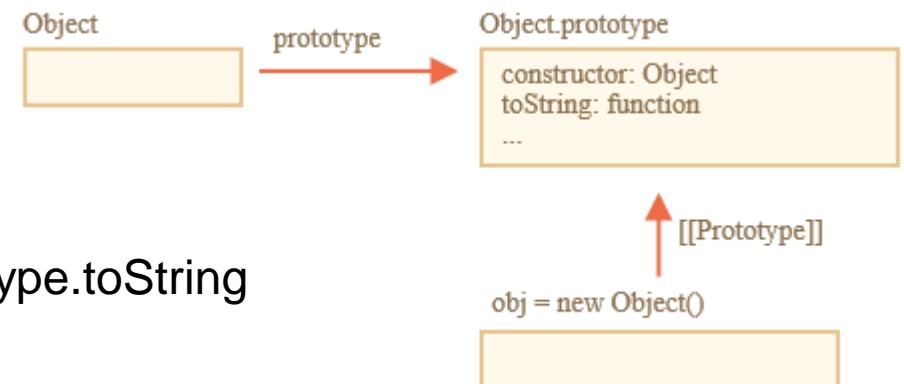 Object
prototype
Object.prototype
constructor: Object
toString: function
...
[[Prototype]]
ype.toString
obj = new Object()